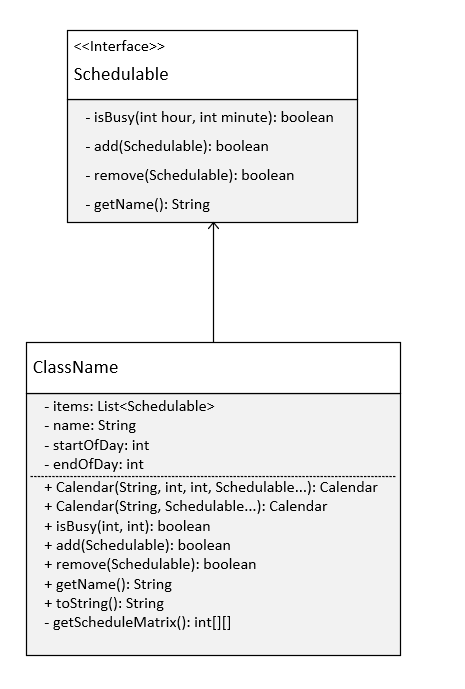 <<Interface>>
Schedulable
- isBusy(int hour, int minute): boolean
- add(Schedulable): boolean
- remove(Schedulable): boolean
- getName(): String
ClassName
- items: List<Schedulable>
- name: String
- startOfDay: int
- endOfDay: int
+ Calendar(String, int, int, Schedulable...): Calendar
+ Calendar(String, Schedulable...): Calendar
+ isBusy(int, int): boolean
+ add(Schedulable): boolean
+ remove(Schedulable): boolean
+ getName(): String
+ toString(): String
- getScheduleMatrix(): int[][]